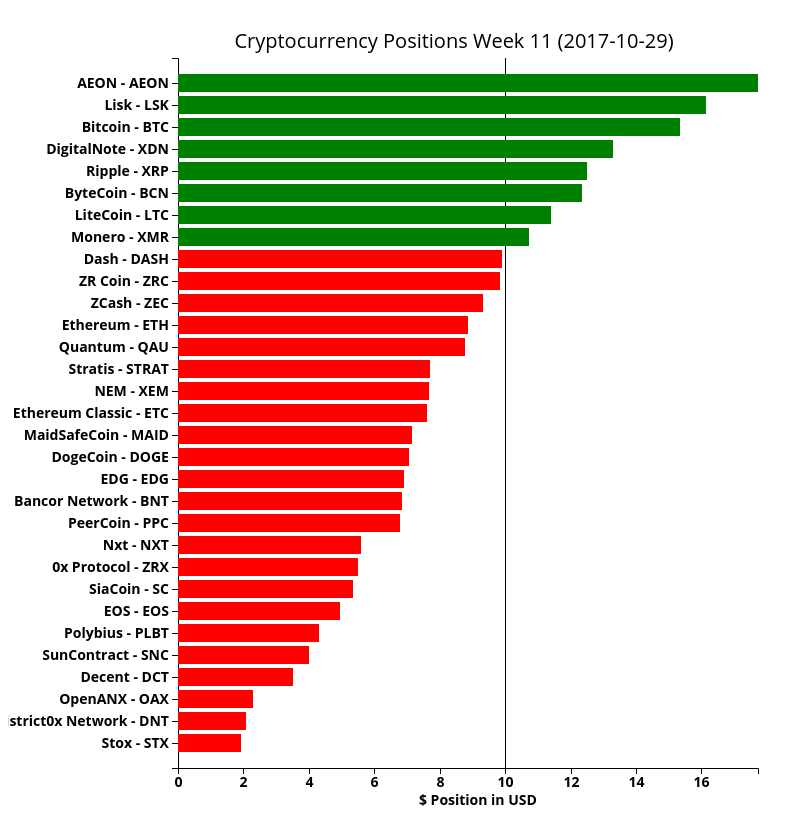 Cryptocurrency Positions Week 11 (2017-10-29)
AEON - AEON
Lisk - LSK
Bitcoin - BTC
DigitalNote - XDN
Ripple - XRP
ByteCoin - BCN
LiteCoin - LTC
Monero - XMR
Dash - DASH
ZR Coin - ZRC
ZCash - ZEC
Ethereum - ETH
Quantum - QAU
Stratis - STRAT
NEM - XEM
Ethereum Classic - ETC
MaidSafeCoin - MAID
DogeCoin - DOGE
EDG - EDG
Bancor Network - BNT
PeerCoin - PPC
Nxt - NXT
0x Protocol - ZRX
SiaCoin - SC
EOS - EOS
Polybius - PLBT
SunContract - SNC
Decent - DCT
OpenANX - OAX
strict0x Network - DNT
Stox - STX
0 2 4 6 8 10 12 14 16
$ Position in USD